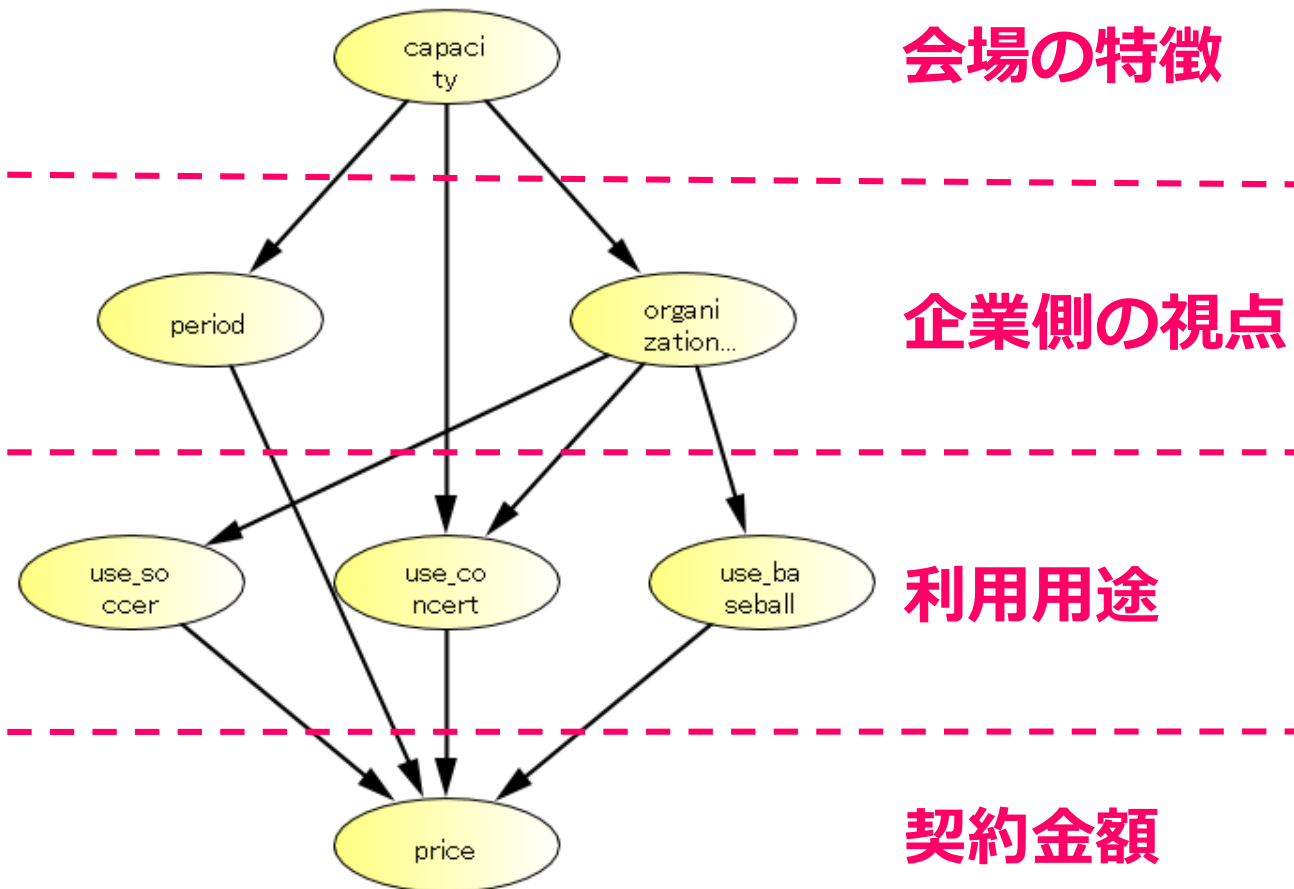 capaci
ty
会場の特徴
period
organi
zation...
企業側の視点
use_so
ccer
use_co
ncert
use_ba
seball
利用用途
price
契約金額